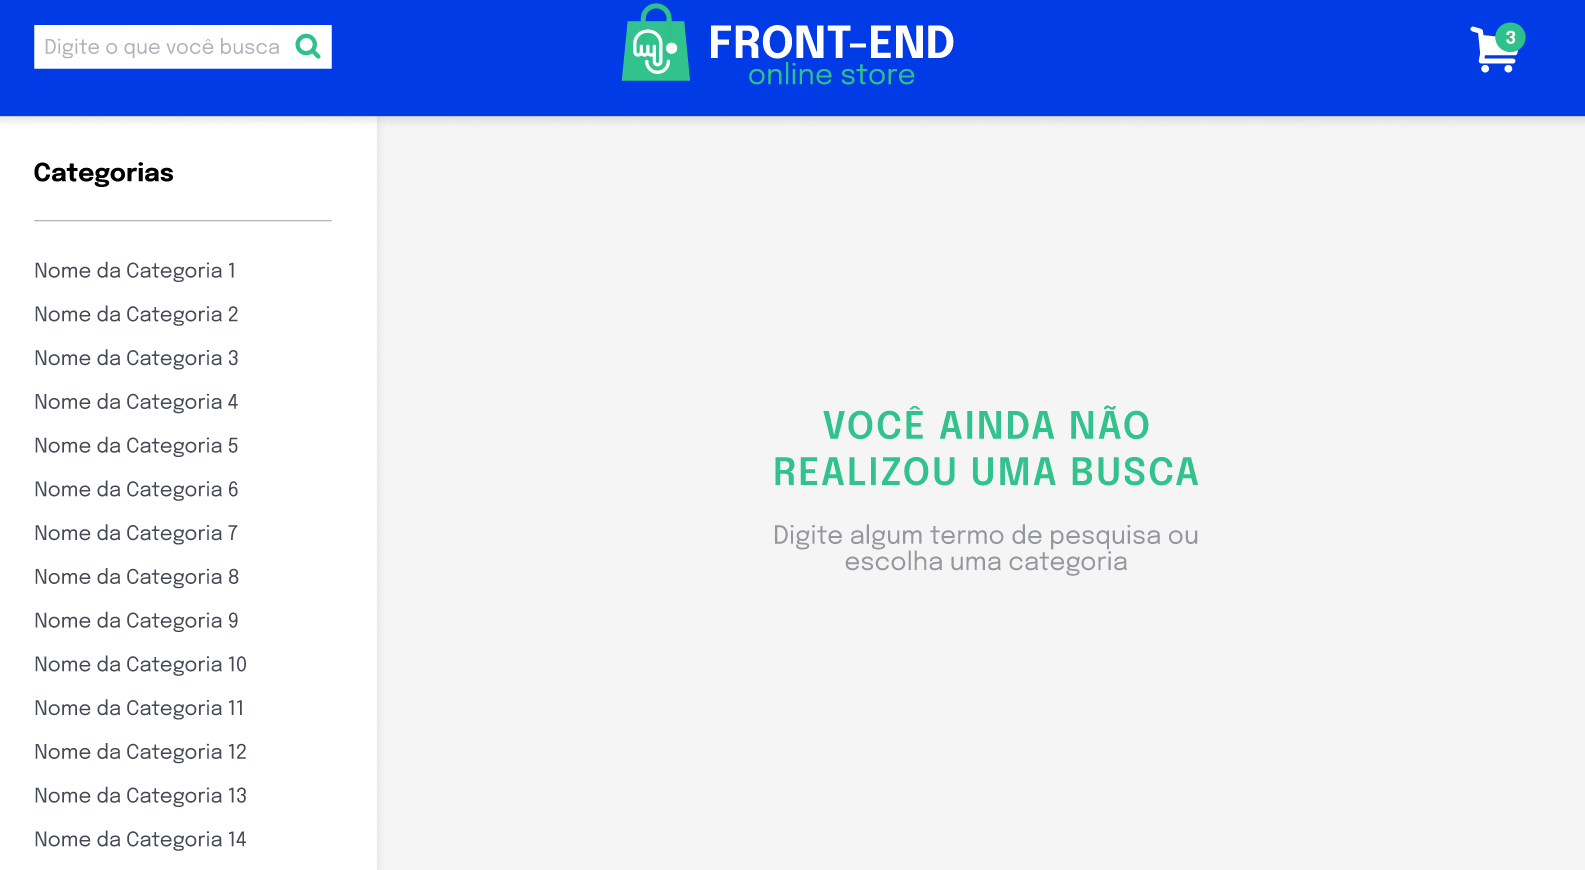 Digite o que você busca
FRONT-END
online store
3
Categorias
Nome da Categoria 1
Nome da Categoria 2
Nome da Categoria 3
Nome da Categoria 4
Nome da Categoria 5
Nome da Categoria 6
Nome da Categoria 7
Nome da Categoria 8
Nome da Categoria 9
Nome da Categoria 10
Nome da Categoria 11
Nome da Categoria 12
Nome da Categoria 13
Nome da Categoria 14
VOCÊ AINDA NÃO
REALIZOU UMA BUSCA
Digite algum termo de pesquisa ou
escolha uma categoria